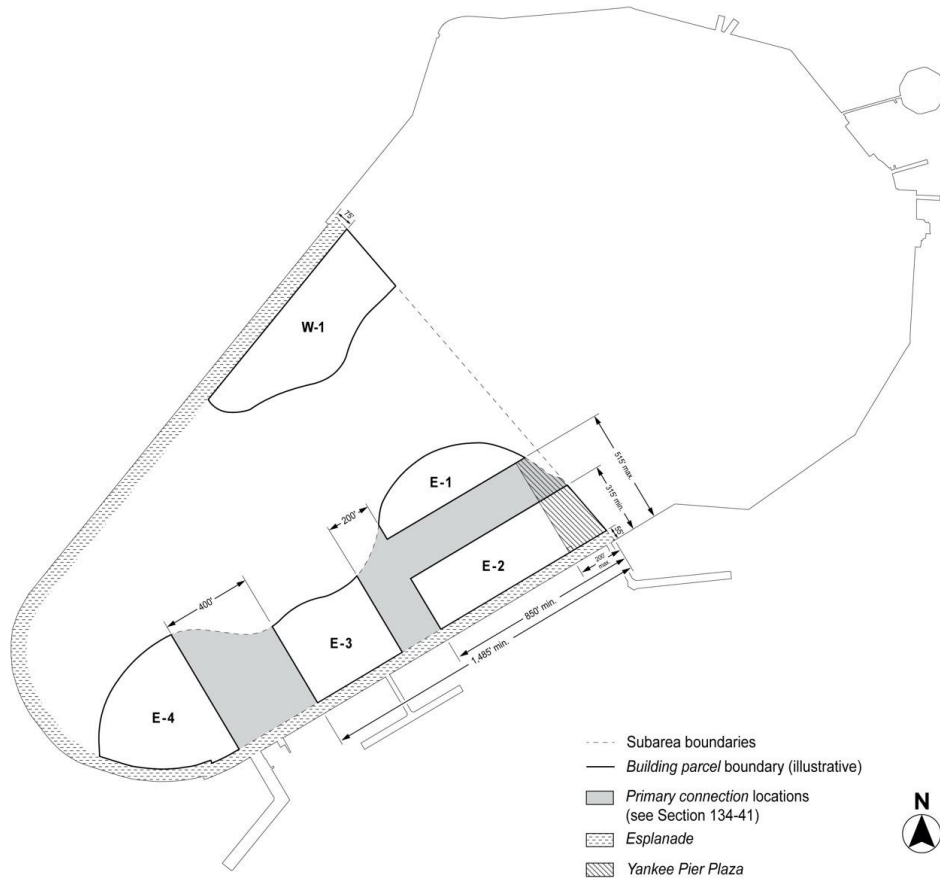 75'
W-1
515' max.
E-1
315' min.
200'
55'
E-2
200'
max.
850' min.
400'
1,485' min.
E-3
E-4
Subarea boundaries
Building parcel boundary (illustrative)
Primary connection locations
(see Section 134-41)
Esplanade
Yankee Pier Plaza
N